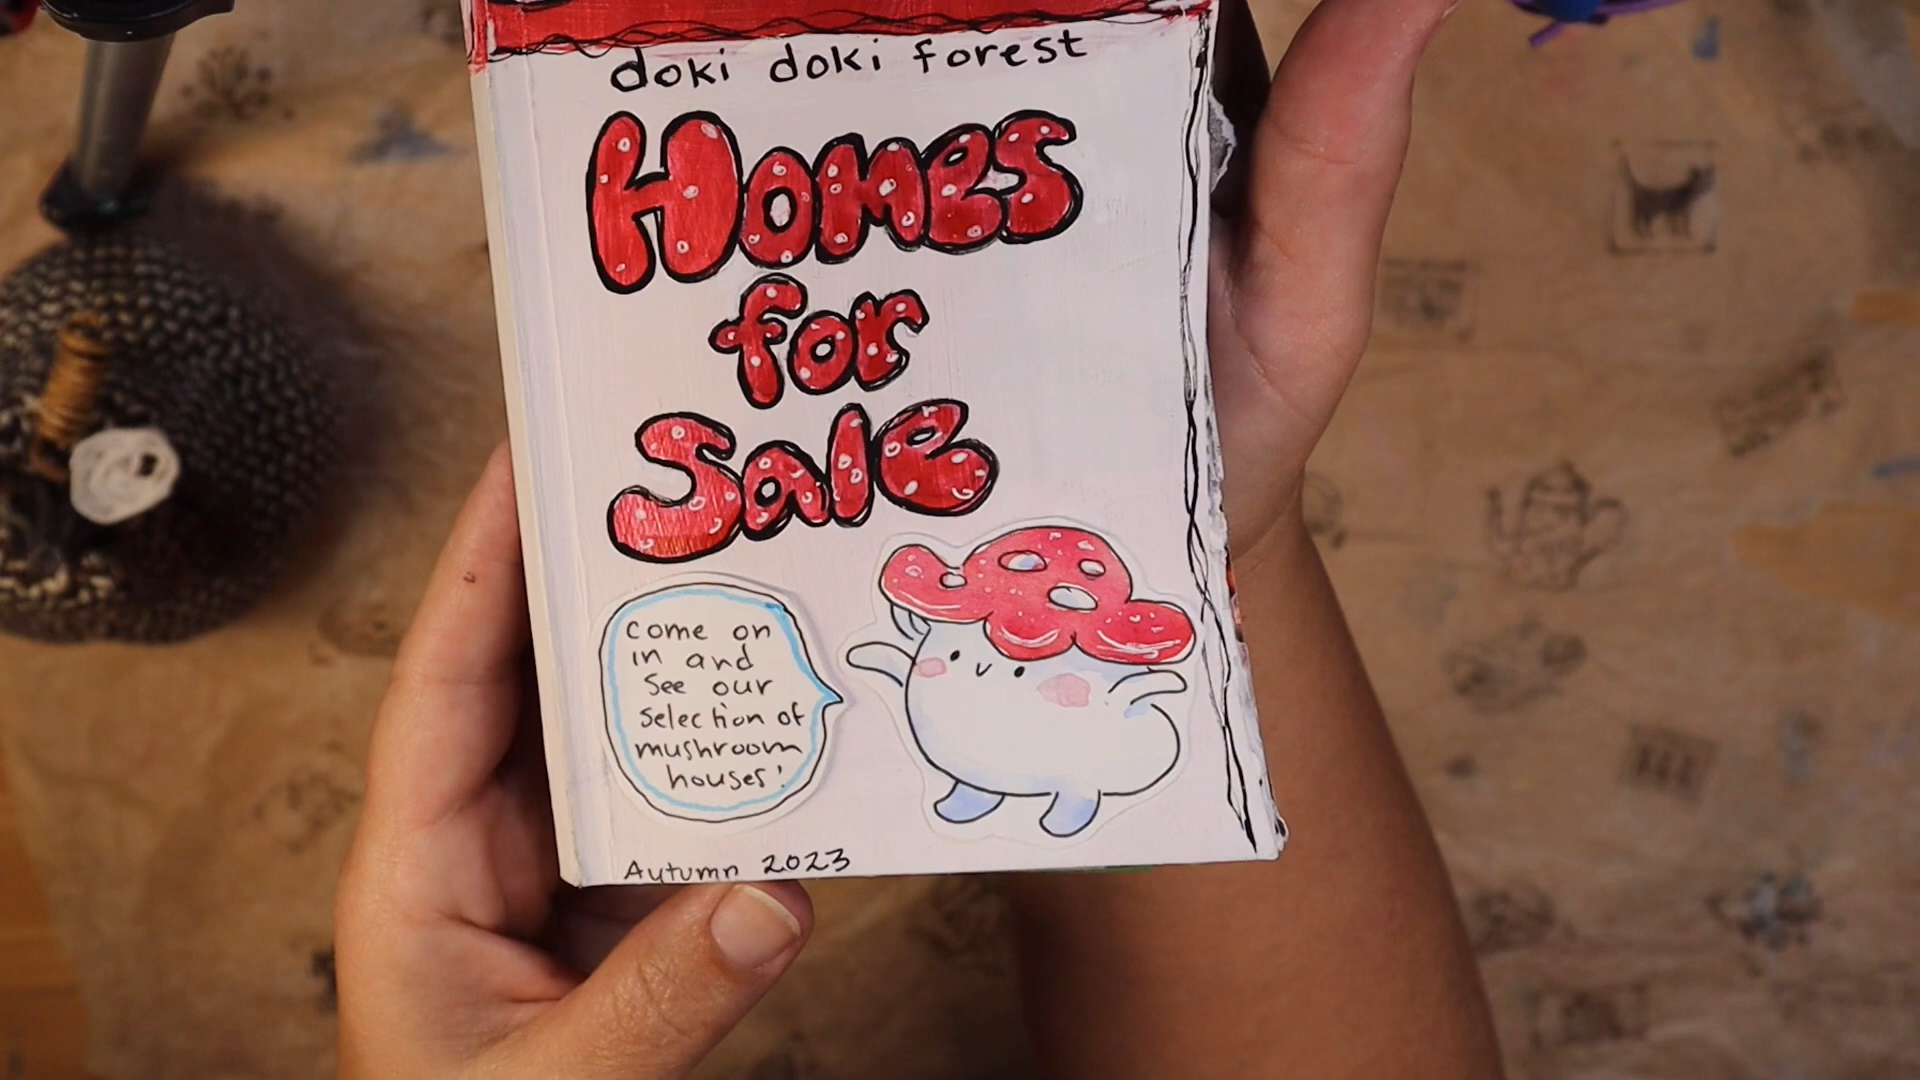 doki doki forest
Homes
for
Sale
come on
in and
see our
selection of
mushroom
houses!
Autumn 2023